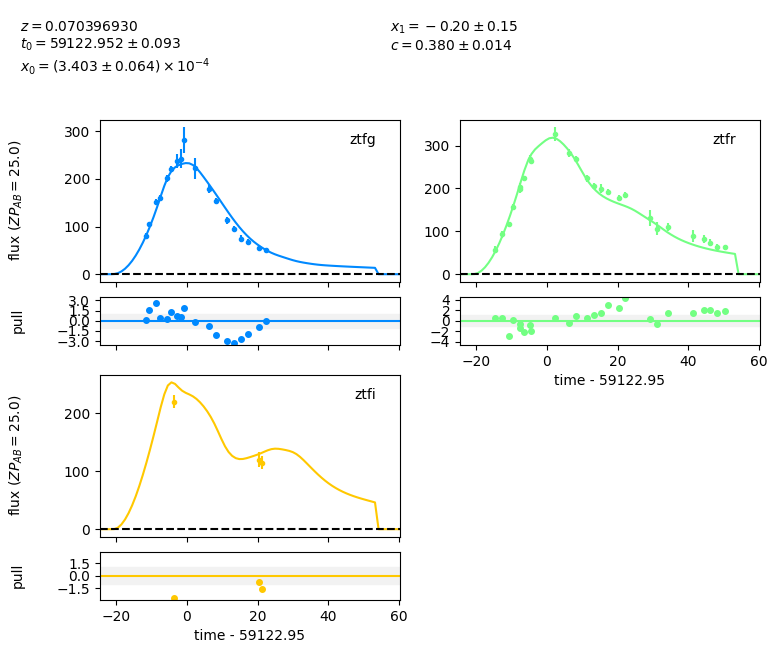 z = 0.070396930
t₀ = 59122.952 ± 0.093
x₀ = (3.403 ± 0.064) × 10⁻⁴
x₁ = −0.20 ± 0.15
c = 0.380 ± 0.014
flux (ZP_AB = 25.0)
300
200
100
0
ztfg
300
200
100
0
ztfr
pull
3.0
1.5
0.0
−1.5
−3.0
4
2
0
−2
−4
−20 0 20 40 60
time - 59122.95
flux (ZP_AB = 25.0)
200
100
0
ztfi
pull
1.5
0.0
−1.5
−20 0 20 40 60
time - 59122.95